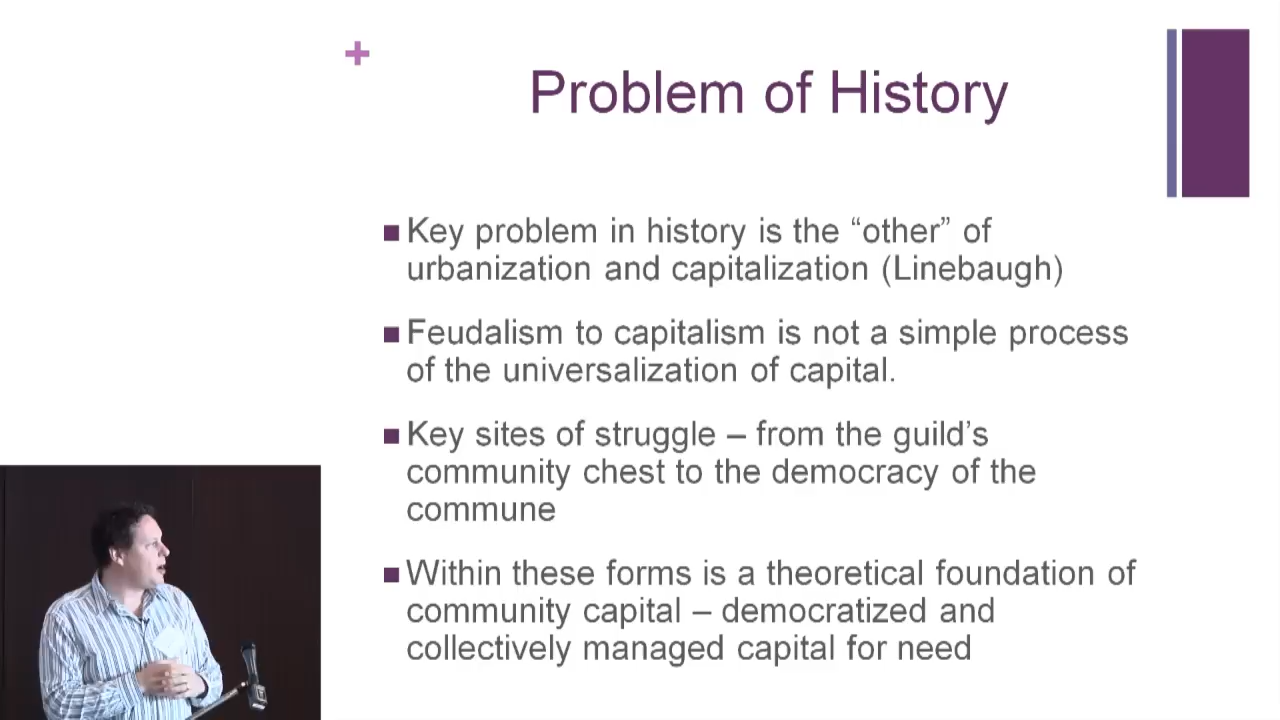 Problem of History
Key problem in history is the “other” of
urbanization and capitalization (Linebaugh)
Feudalism to capitalism is not a simple process
of the universalization of capital.
Key sites of struggle – from the guild’s
community chest to the democracy of the
commune
Within these forms is a theoretical foundation of
community capital – democratized and
collectively managed capital for need